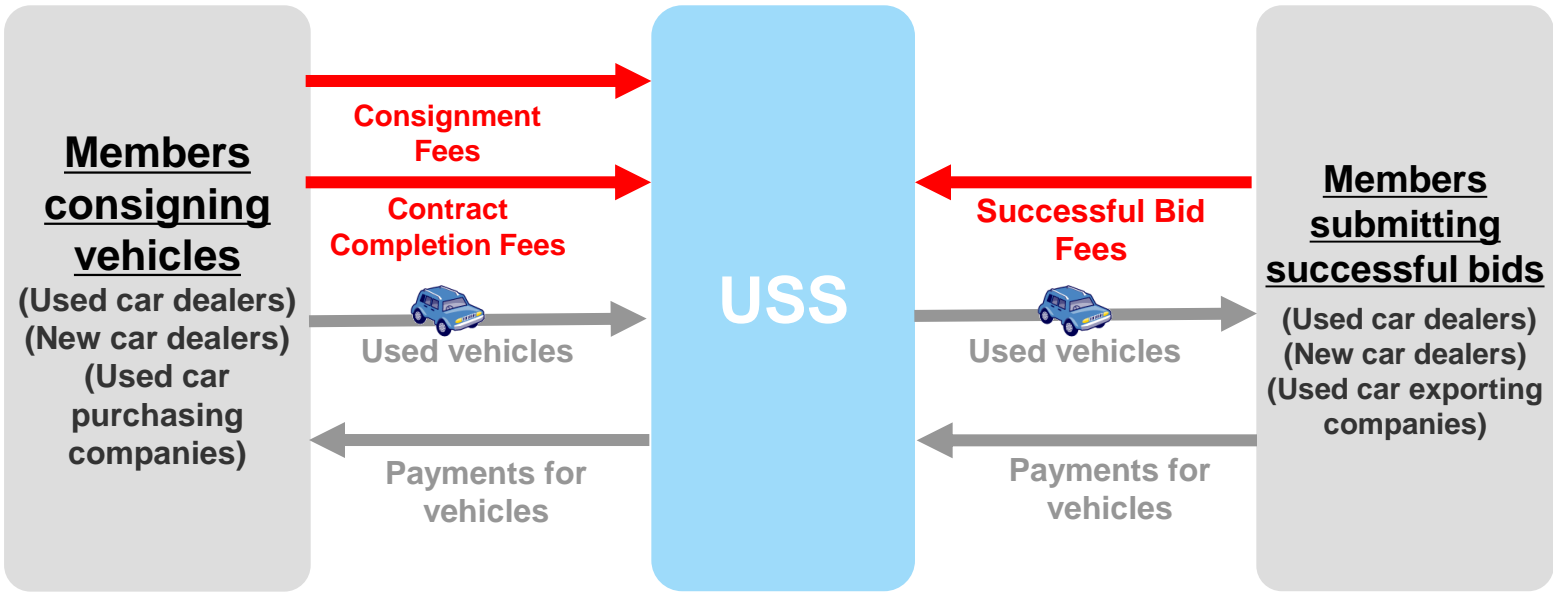 Members
consigning
vehicles
(Used car dealers)
(New car dealers)
(Used car
purchasing
companies)
Consignment
Fees
Contract
Completion Fees
Used vehicles
Payments for
vehicles
USS
Successful Bid
Fees
Used vehicles
Payments for
vehicles
Members
submitting
successful bids
(Used car dealers)
(New car dealers)
(Used car exporting
companies)